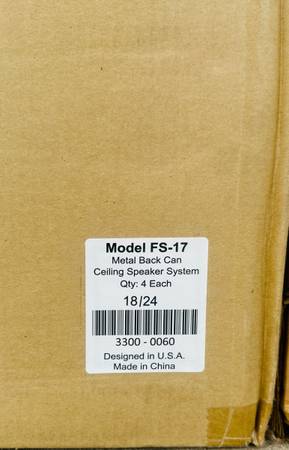 Model FS-17
Metal Back Can
Ceiling Speaker System
Qty: 4 Each
18/24
3300 - 0060
Designed in U.S.A.
Made in China